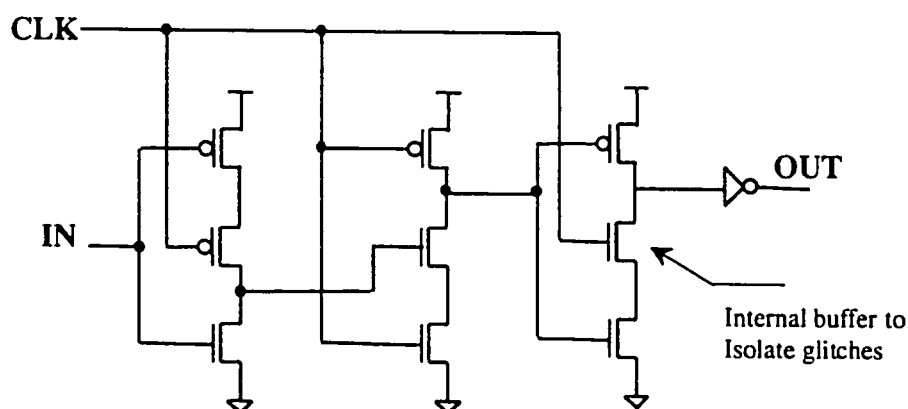 CLK
OUT
IN
Internal buffer to
Isolate glitches